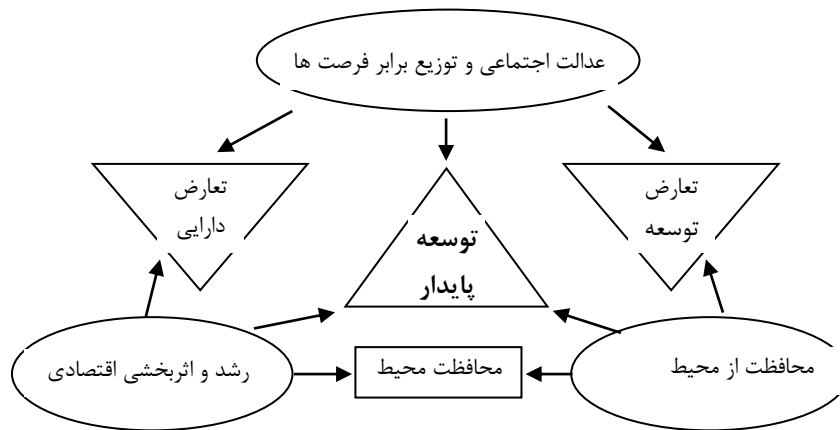 عدالت اجتماعی و توزیع برابر فرصت ها
تعارض
دارایی
تعارض
توسعه
توسعه
پایدار
محافظت از محیط
محافظت محیط
رشد و اثربخشی اقتصادی